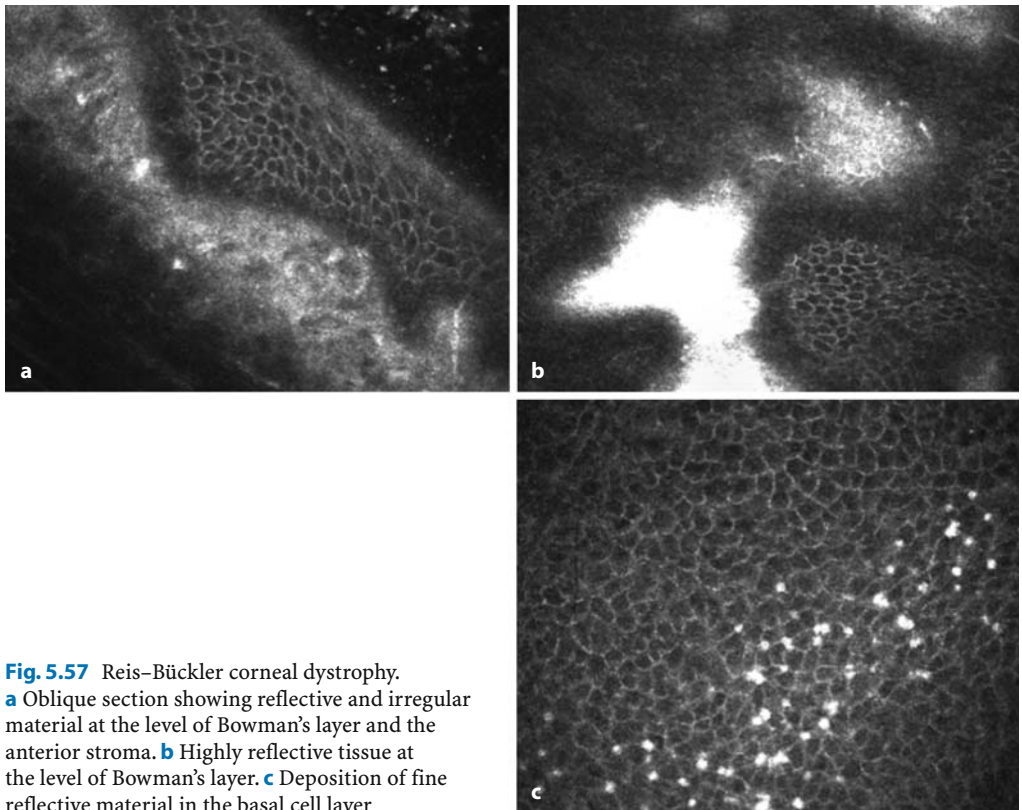 a
b
c
Fig. 5.57 Reis–Bückler corneal dystrophy.
a Oblique section showing reflective and irregular
material at the level of Bowman’s layer and the
anterior stroma. b Highly reflective tissue at
the level of Bowman’s layer. c Deposition of fine
reflective material in the basal cell layer